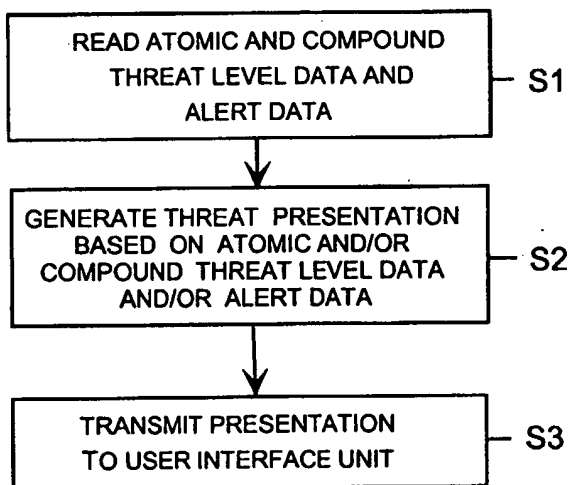 READ ATOMIC AND COMPOUND
THREAT LEVEL DATA AND
ALERT DATA
S1
GENERATE THREAT PRESENTATION
BASED ON ATOMIC AND/OR
COMPOUND THREAT LEVEL DATA
AND/OR ALERT DATA
S2
TRANSMIT PRESENTATION
TO USER INTERFACE UNIT
S3